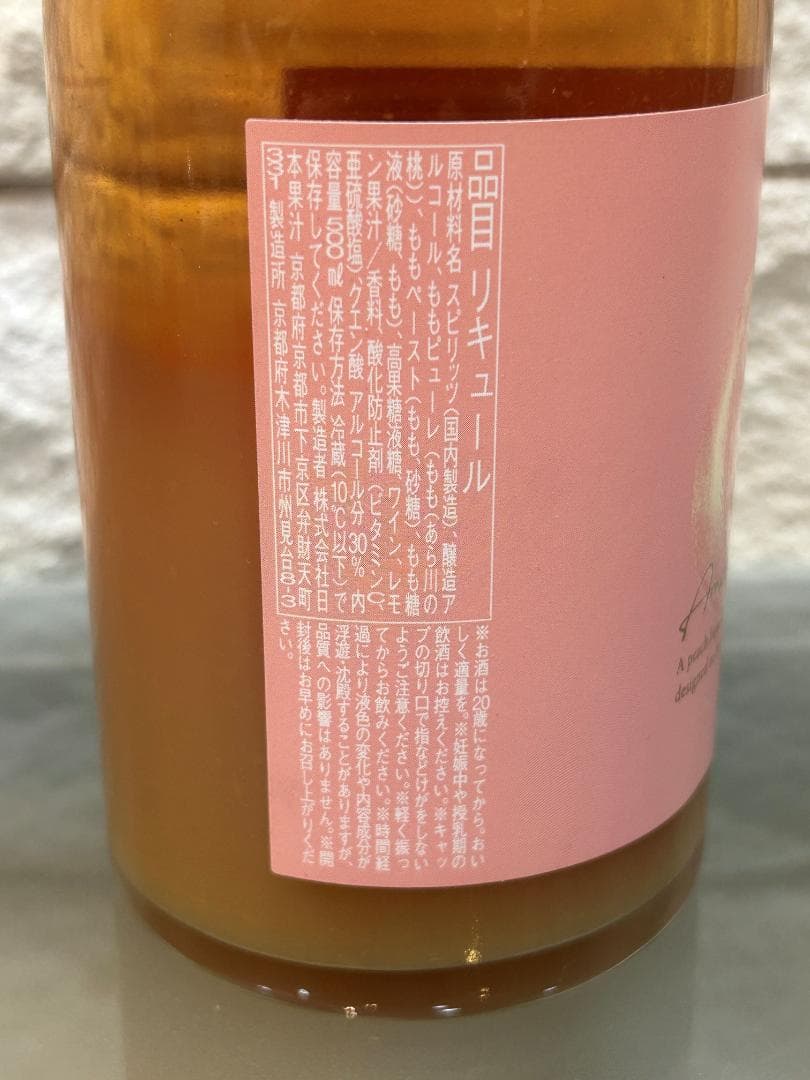 品目 リキュール
原材料名 スピリッツ(国内製造)、醸造ア
ルコール、ももピューレ(もも(あら川の
桃))、ももペースト(もも、砂糖)、もも糖
液(砂糖、もも)、高果糖液糖、ワイン、レモ
ン果汁/香料、酸化防止剤(ビタミンC、
亜硫酸塩)、クエン酸 アルコール分30% 内
容量500㎖ 保存方法 冷蔵(10℃以下)で
保存してください。製造者 株式会社日
本果汁 京都府京都市下京区弁財天町
331 製造所 京都府木津川市州見台8-3
※お酒は20歳になってから。おい
しく適量を。※妊娠中や授乳期の
飲酒はお控えください。※キャッ
プの切り口で指などけがをしない
ようご注意ください。※軽く振っ
てからお飲みください。※時間経
過により液色の変化や内容成分が
浮遊・沈殿することがありますが、
品質への影響はありません。※開
封後はお早めにお召し上がりくだ
さい。
A peach
designed